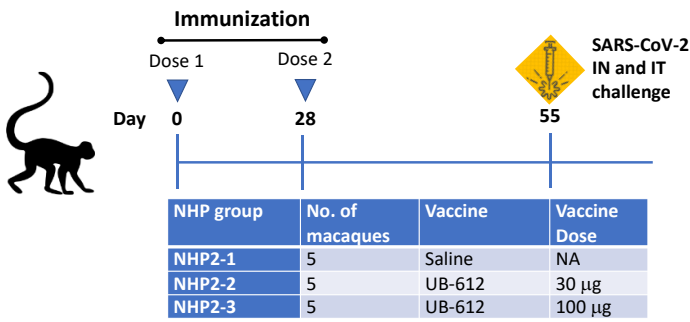 Immunization
Dose 1 Dose 2
SARS-CoV-2
IN and IT
challenge
Day 0 28 55
NHP group No. of macaques Vaccine Vaccine Dose
NHP2-1 5 Saline NA
NHP2-2 5 UB-612 30 μg
NHP2-3 5 UB-612 100 μg